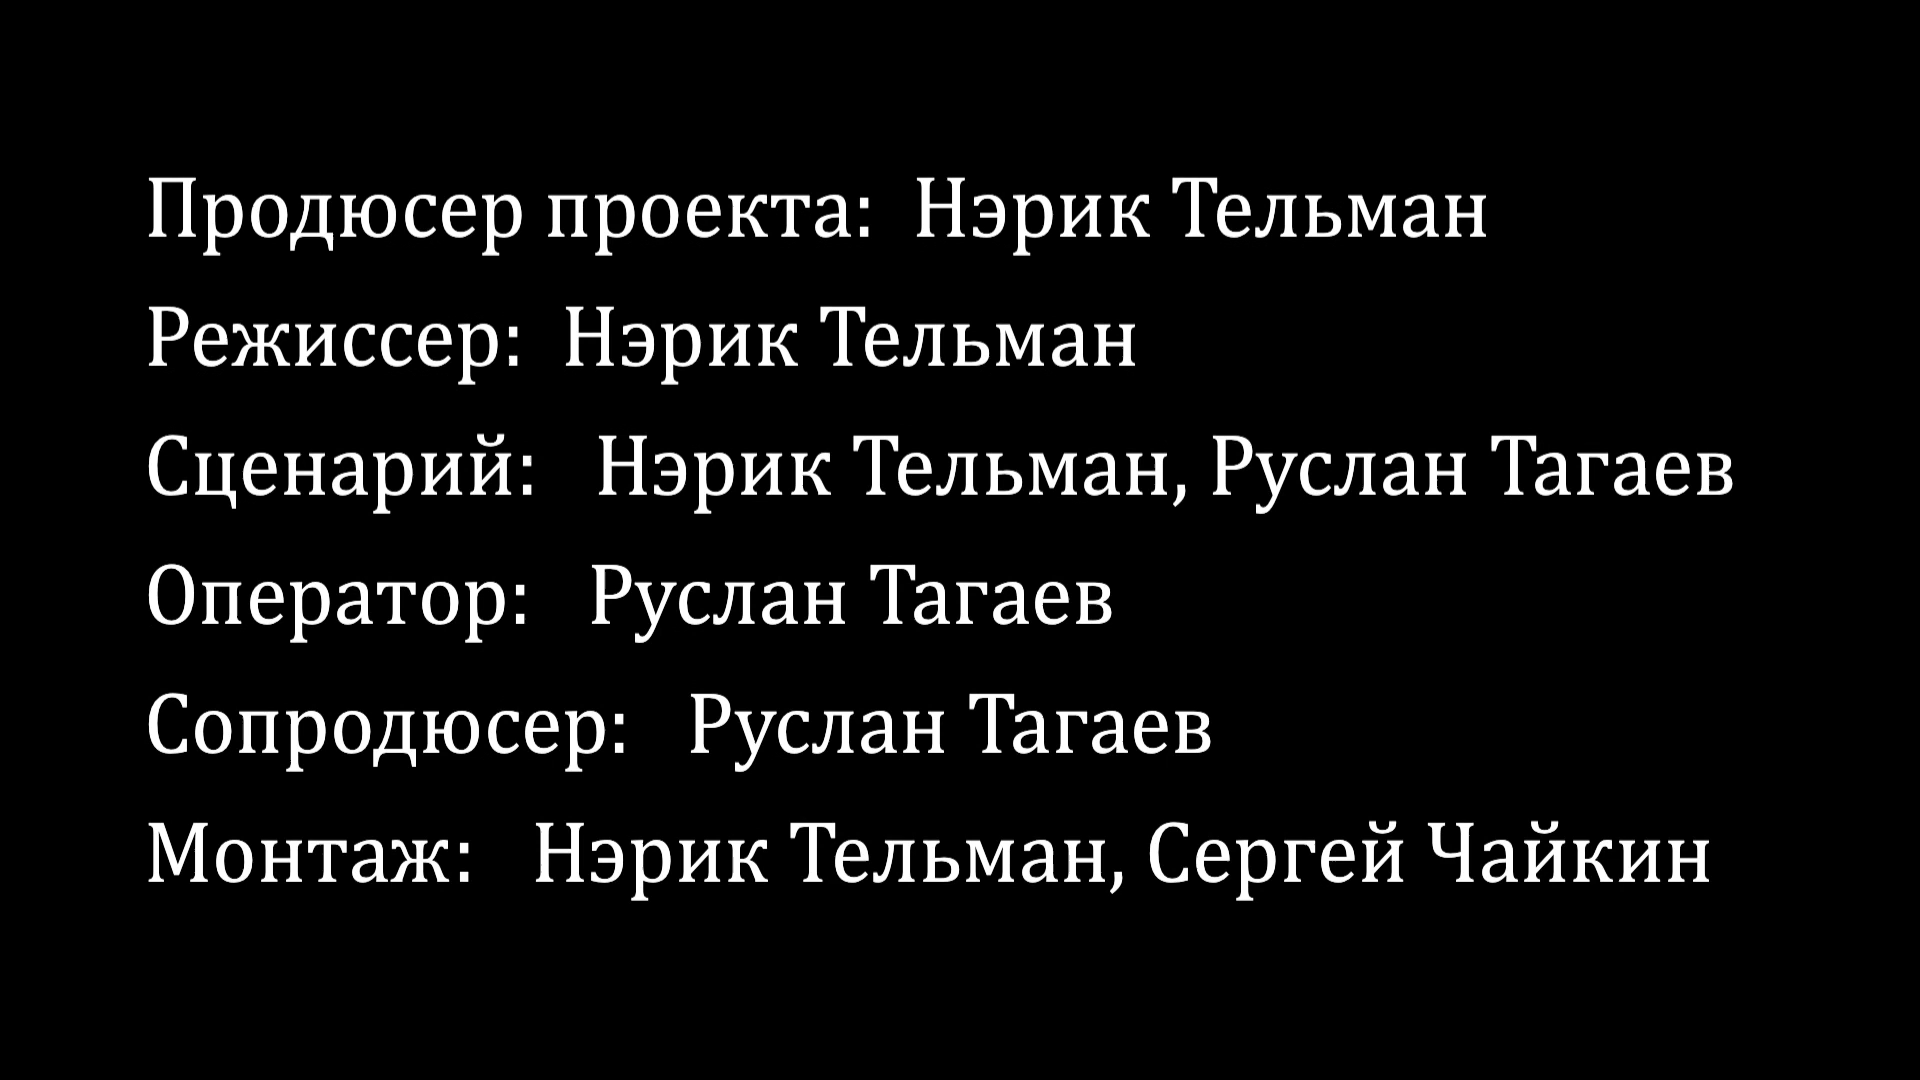 Продюсер проекта: Нэрик Тельман
Режиссер: Нэрик Тельман
Сценарий: Нэрик Тельман, Руслан Тагаев
Оператор: Руслан Тагаев
Сопродюсер: Руслан Тагаев
Монтаж: Нэрик Тельман, Сергей Чайкин